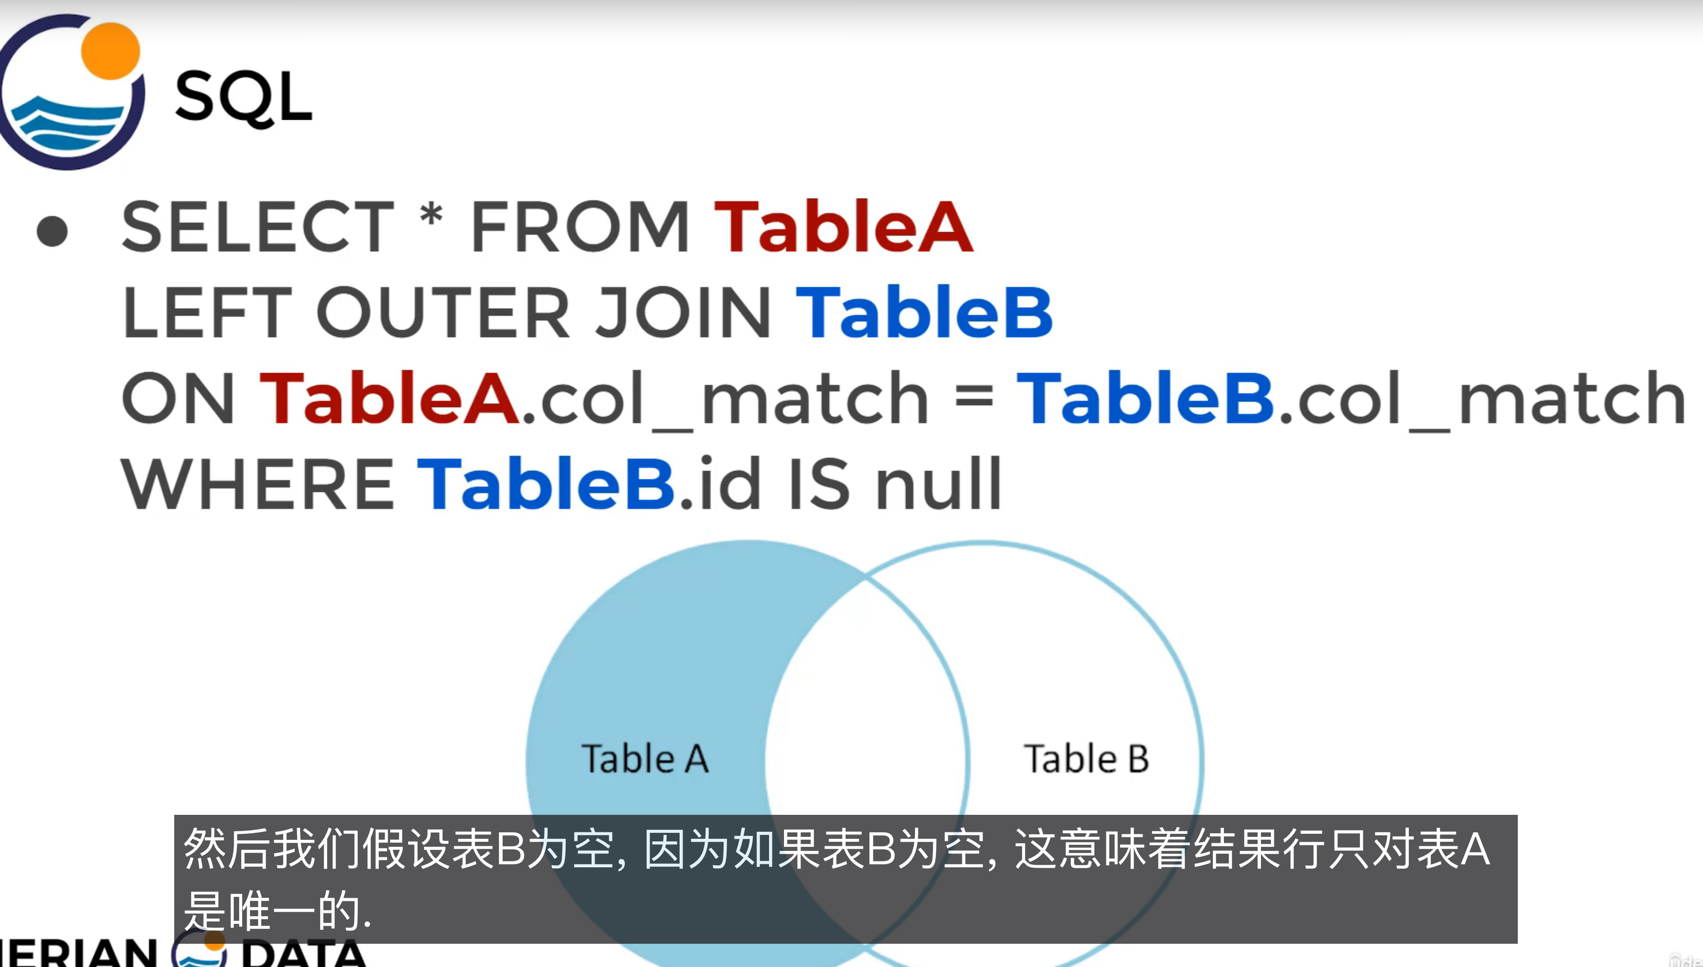 SQL
● SELECT * FROM TableA
LEFT OUTER JOIN TableB
ON TableA.col_match = TableB.col_match
WHERE TableB.id IS null
Table A
Table B
然后我们假设表B为空, 因为如果表B为空, 这意味着结果行只对表A
是唯一的.
IERIAN DATA